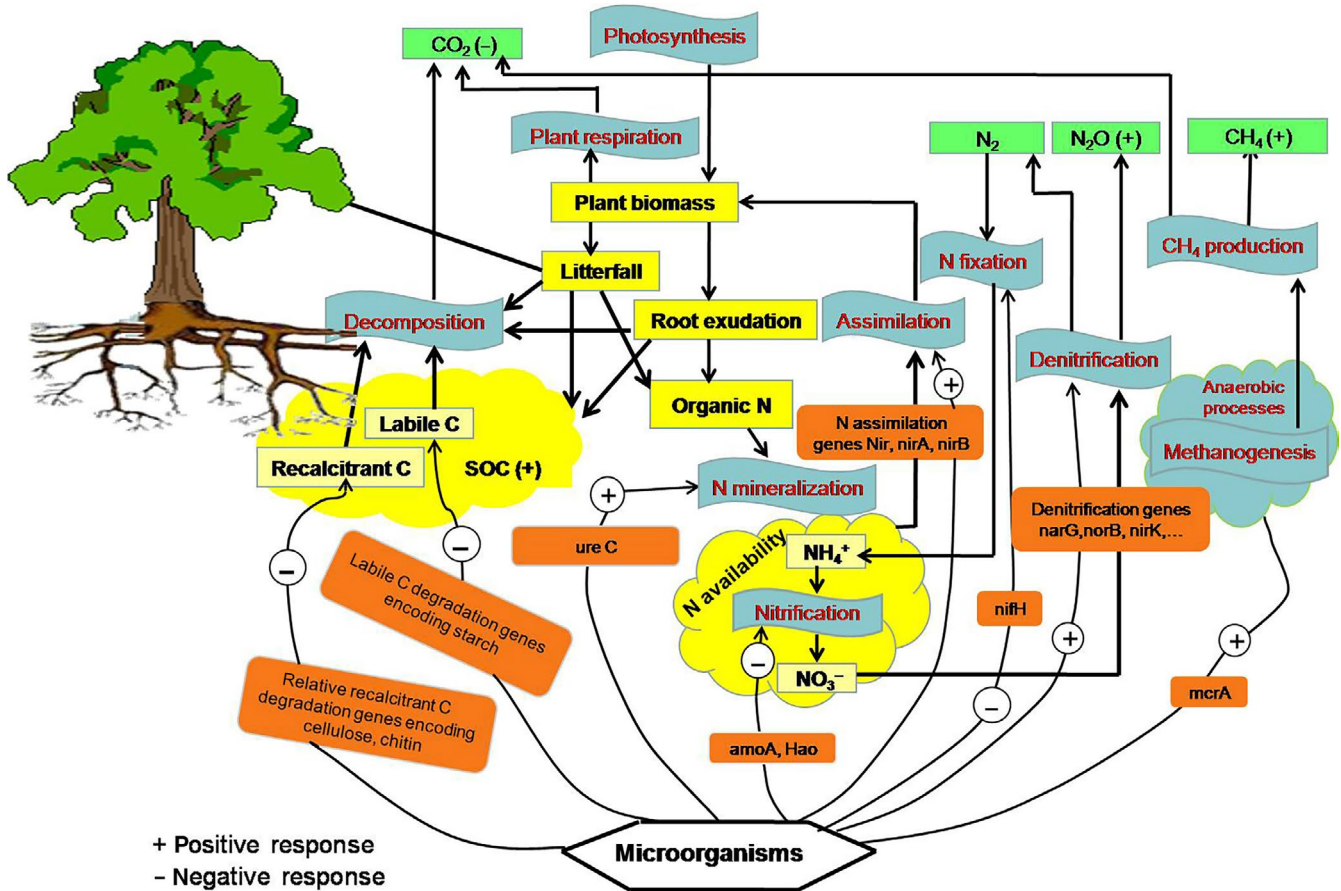 Photosynthesis
CO₂ (–)
Plant respiration
N₂
N₂O (+)
CH₄ (+)
Plant biomass
CH₄ production
Litterfall
N fixation
Decomposition
Root exudation
Assimilation
Denitrification
+
Anaerobic
processes
Methanogenesis
Organic N
Labile C
N assimilation
genes Nir, nirA, nirB
Recalcitrant C
SOC (+)
N mineralization
+
Denitrification genes
narG,norB, nirK,...
ure C
–
–
N availability
NH₄⁺
Nitrification
NO₃⁻
–
nifH
+
+
–
mcrA
Labile C degradation genes
encoding starch
Relative recalcitrant C
degradation genes encoding
cellulose, chitin
amoA, Hao
Microorganisms
+ Positive response
– Negative response